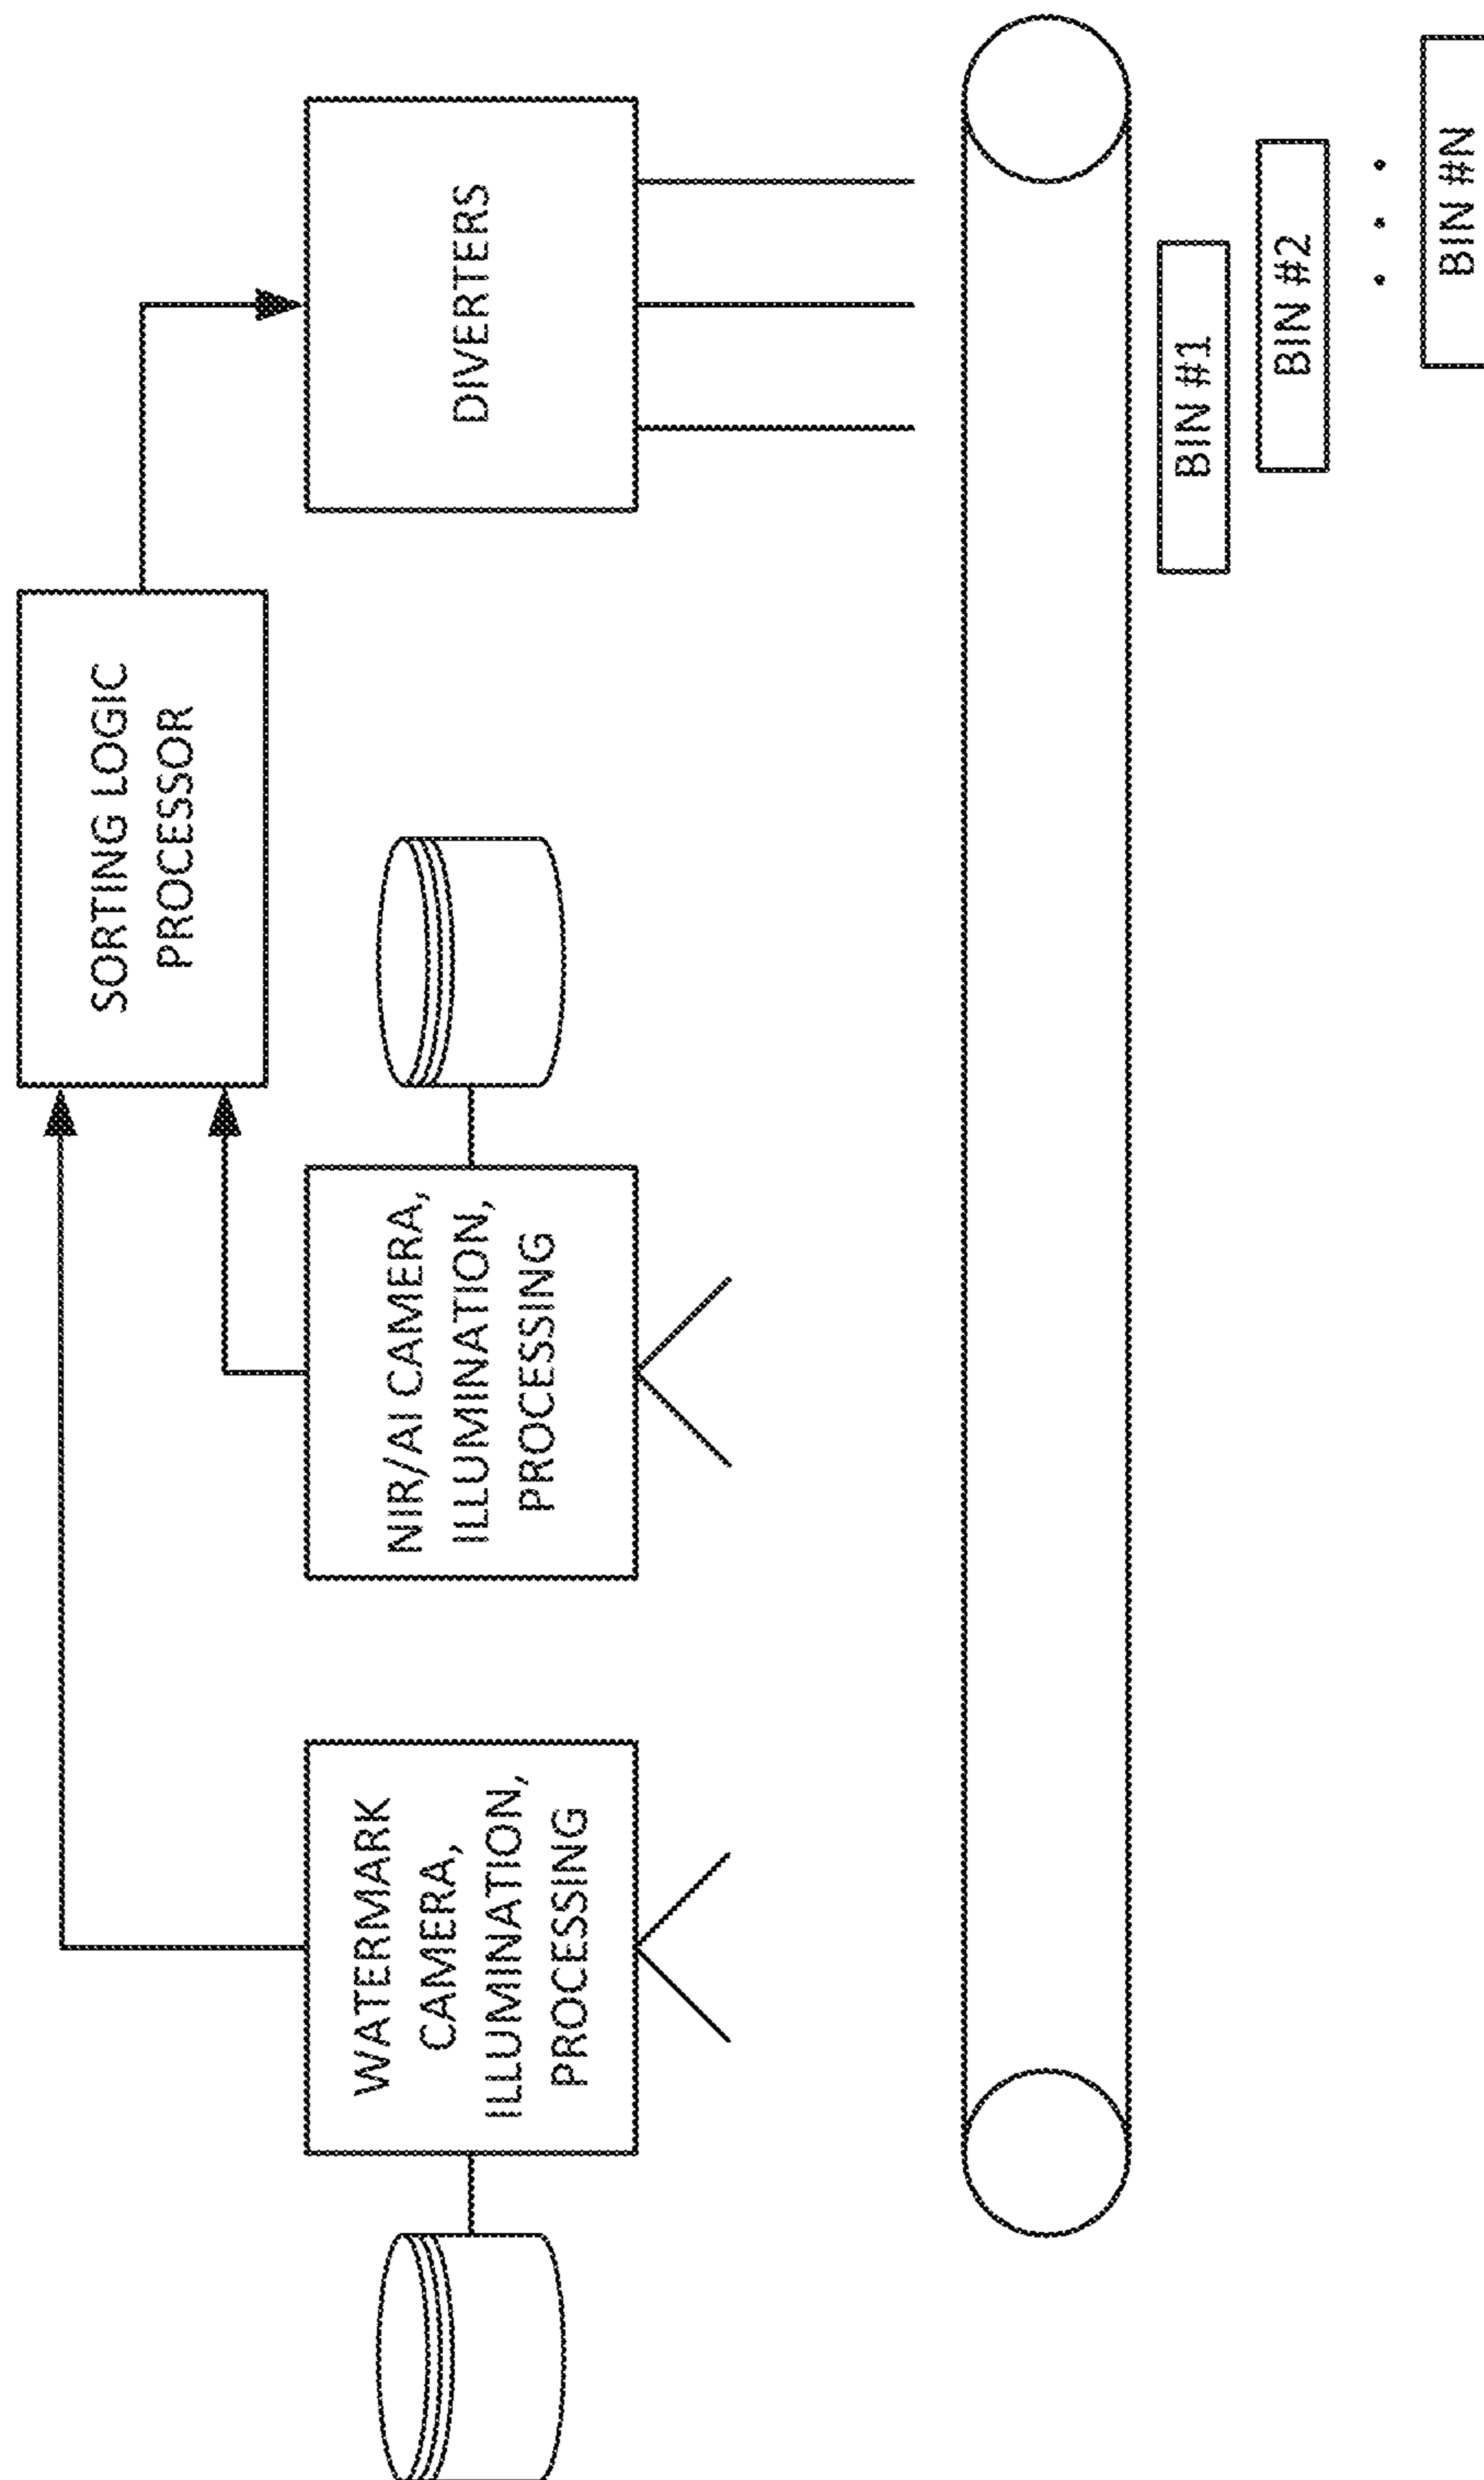 SORTING LOGIC
PROCESSOR
WATERMARK
CAMERA,
ILLUMINATION,
PROCESSING
NIR/AI CAMERA,
ILLUMINATION,
PROCESSING
DIVERTERS
BIN #1
BIN #2
BIN #N